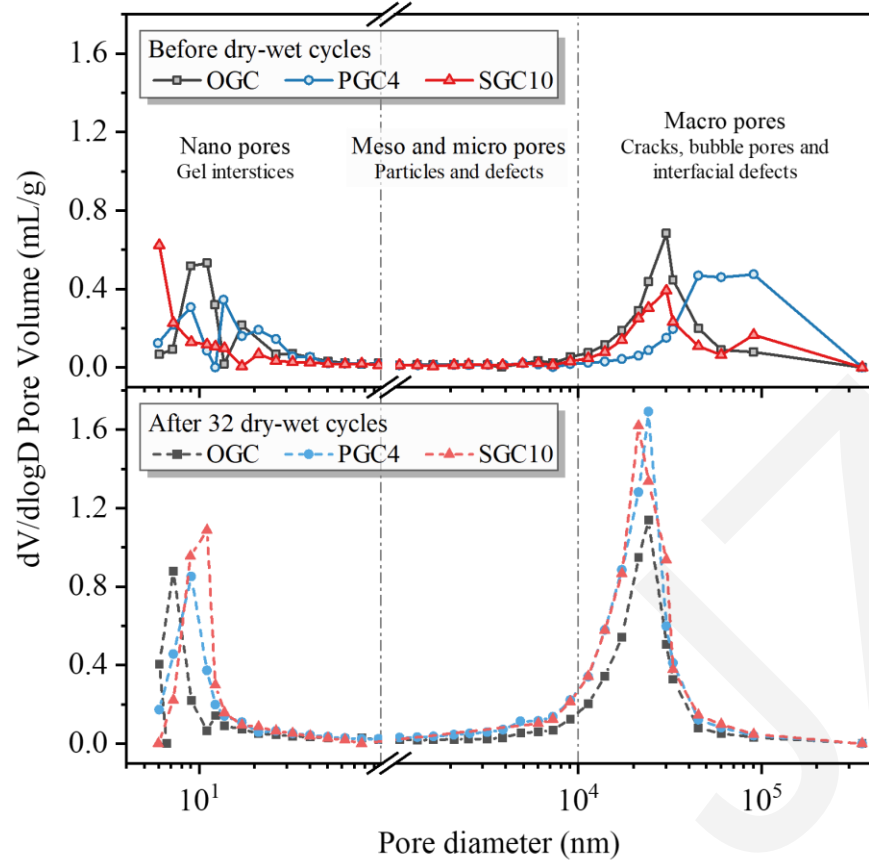 Before dry-wet cycles
OGC PGC4 SGC10
Nano pores
Gel interstices
Meso and micro pores
Particles and defects
Macro pores
Cracks, bubble pores and
interfacial defects
1.6
1.2
0.8
0.4
0.0
After 32 dry-wet cycles
OGC PGC4 SGC10
1.6
1.2
0.8
0.4
0.0
dV/dlogD Pore Volume (mL/g)
10¹ 10⁴ 10⁵
Pore diameter (nm)